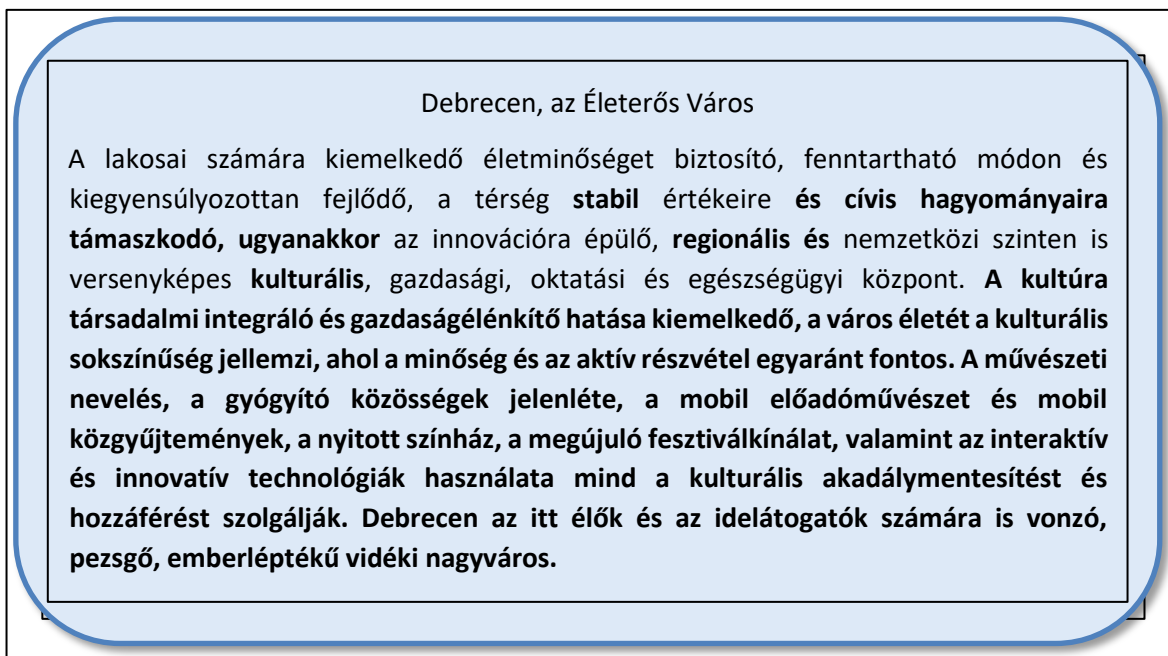 Debrecen, az Életerős Város
A lakosai számára kiemelkedő életminőséget biztosító, fenntartható módon és
kiegyensúlyozottan fejlődő, a térség stabil értékeire és cívis hagyományaira
támaszkodó, ugyanakkor az innovációra épülő, regionális és nemzetközi szinten is
versenyképes kulturális, gazdasági, oktatási és egészségügyi központ. A kultúra
társadalmi integráló és gazdaságélénkítő hatása kiemelkedő, a város életét a kulturális
sokszínűség jellemzi, ahol a minőség és az aktív részvétel egyaránt fontos. A művészeti
nevelés, a gyógyító közösségek jelenléte, a mobil előadóművészet és mobil
közgyűjtemények, a nyitott színház, a megújuló fesztiválkínálat, valamint az interaktív
és innovatív technológiák használata mind a kulturális akadálymentesítést és
hozzáférést szolgálják. Debrecen az itt élők és az idelátogatók számára is vonzó,
pezsgő, emberléptékű vidéki nagyváros.